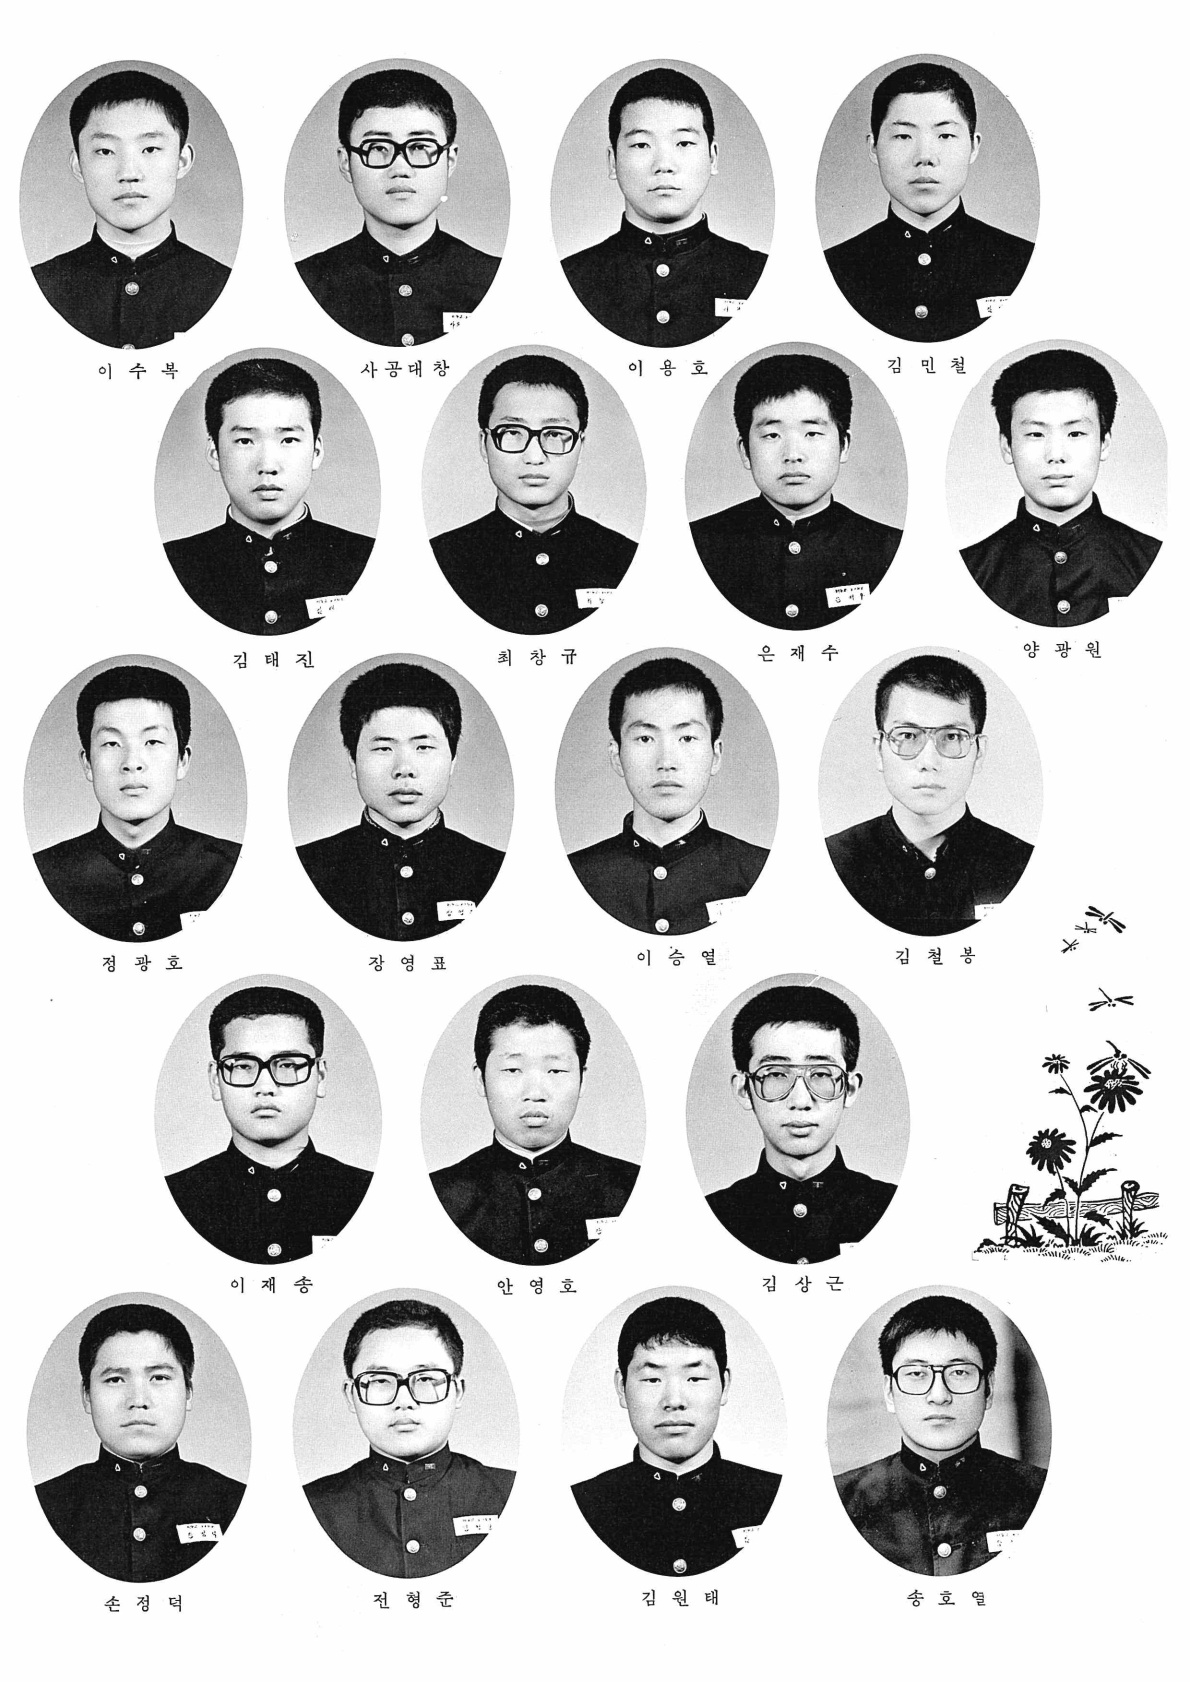 이수복 사공대창 이용호 김민철
김태진 최창규 은재수 양광원
정광호 장영표 이승열 김철봉
이재송 안영호 김상근
손정덕 전형준 김원태 송호열